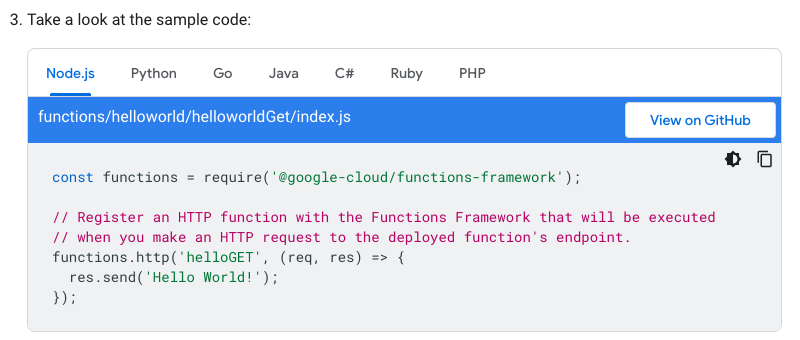 3. Take a look at the sample code:
Node.js Python Go Java C# Ruby PHP
functions/helloworld/helloworldGet/index.js View on GitHub
const functions = require('@google-cloud/functions-framework');
// Register an HTTP function with the Functions Framework that will be executed
// when you make an HTTP request to the deployed function's endpoint.
functions.http('helloGET', (req, res) => {
  res.send('Hello World!');
});